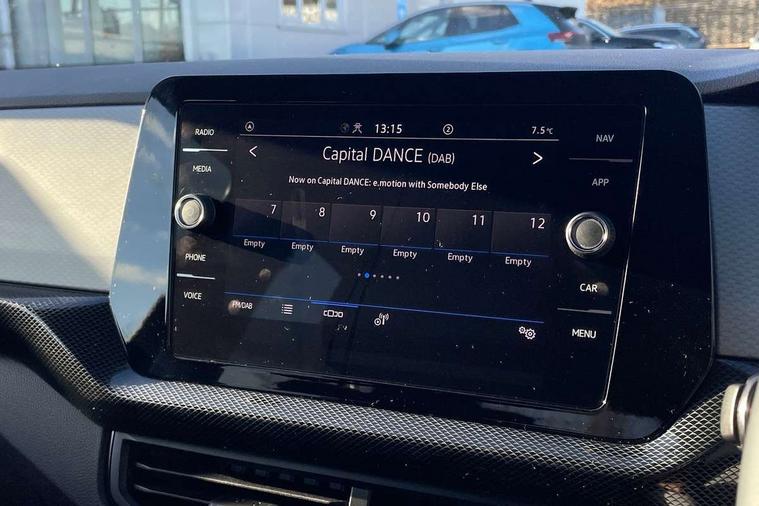 RADIO
MEDIA
PHONE
VOICE
A 13:15 2 7.5°C
< Capital DANCE (DAB) >
Now on Capital DANCE: e.motion with Somebody Else
7 8 9 10 11 12
Empty Empty Empty Empty Empty Empty
FM/DAB
NAV
APP
CAR
MENU